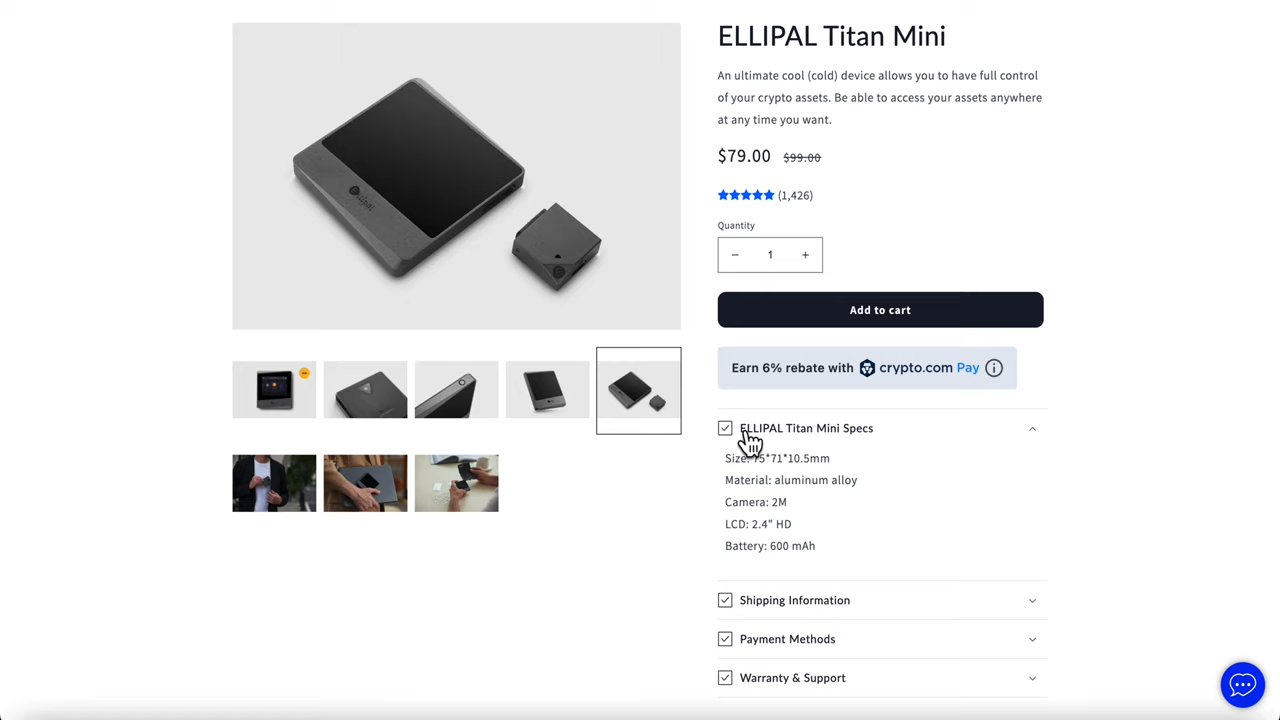 ELLIPAL Titan Mini
An ultimate cool (cold) device allows you to have full control
of your crypto assets. Be able to access your assets anywhere
at any time you want.
$79.00 $99.00
(1,426)
Quantity
− 1 +
Add to cart
Earn 6% rebate with crypto.com Pay
ELLIPAL Titan Mini Specs
Size: 75*71*10.5mm
Material: aluminum alloy
Camera: 2M
LCD: 2.4" HD
Battery: 600 mAh
Shipping Information
Payment Methods
Warranty & Support